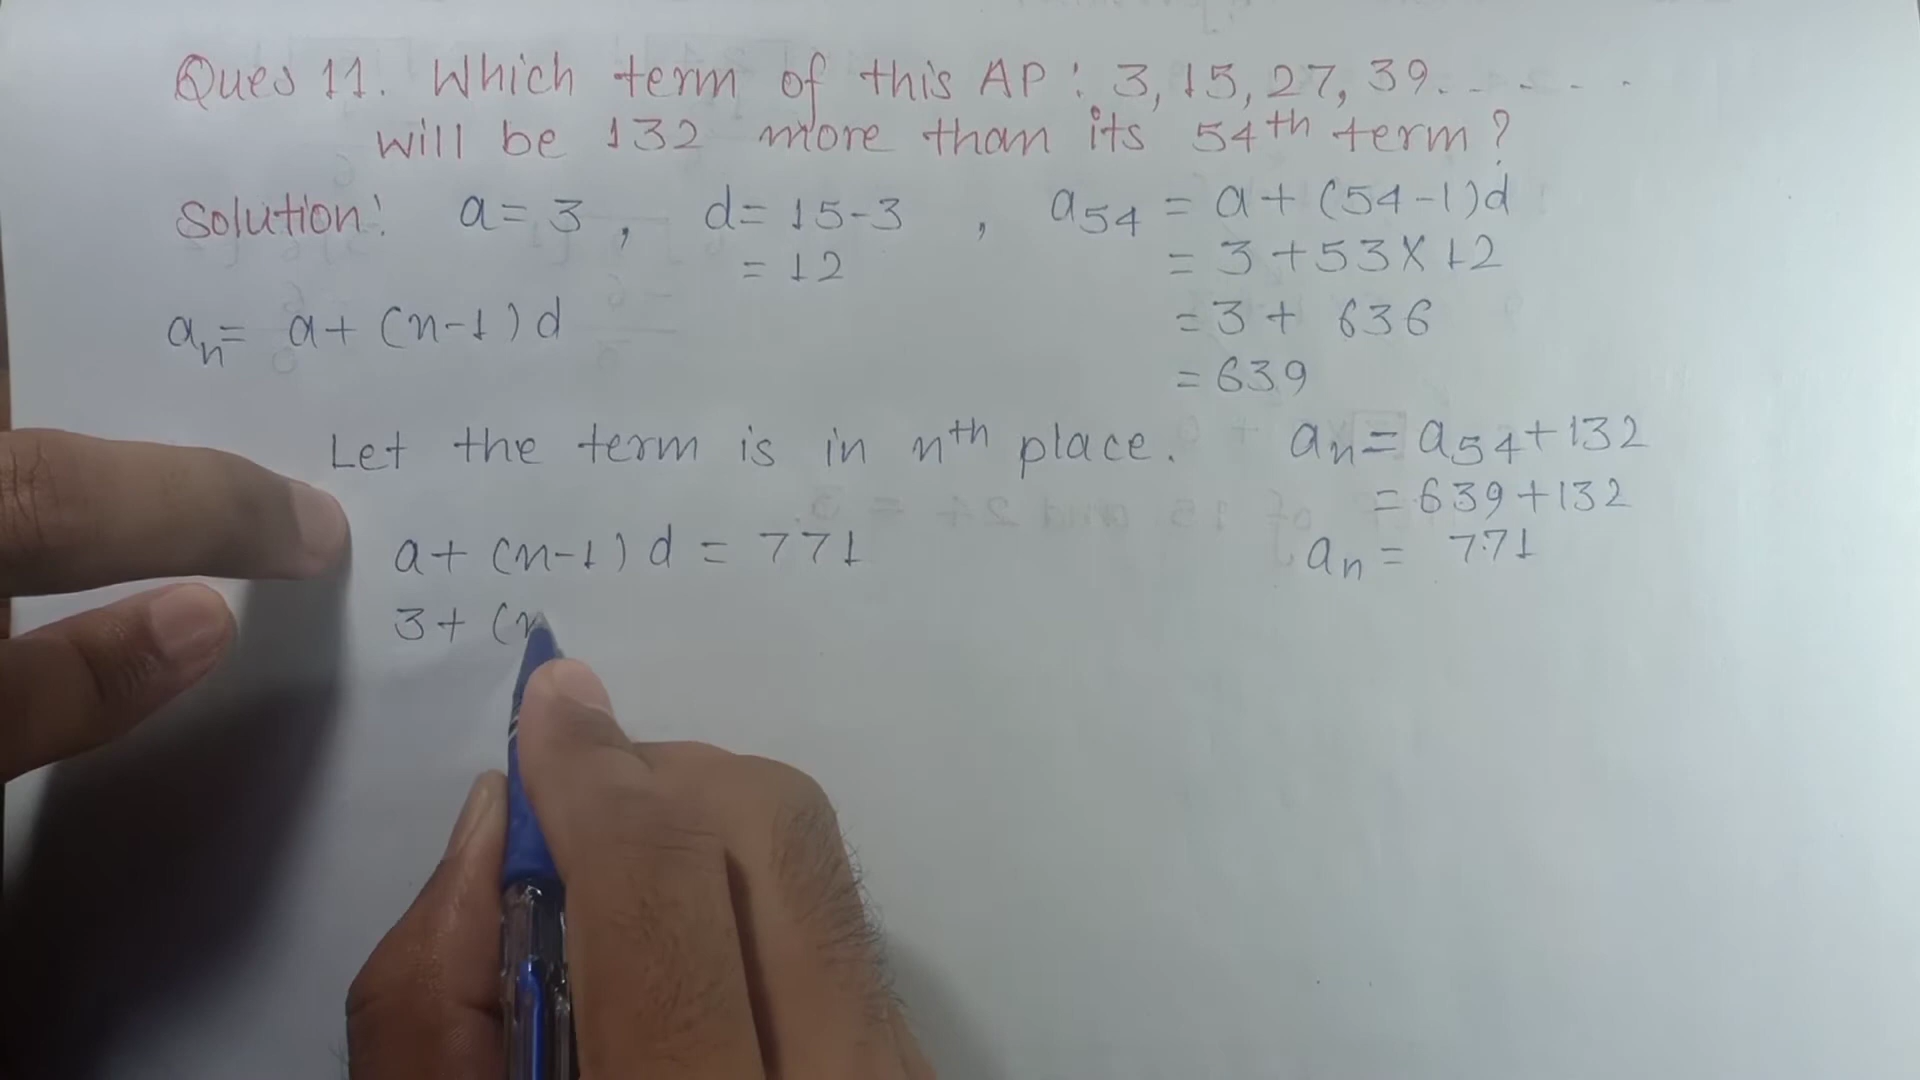 Ques 11. Which term of this AP : 3, 15, 27, 39. . . . . .
will be 132 more than its 54th term ?
Solution: a = 3 , d = 15 - 3 , a54 = a + (54 - 1)d
= 12 = 3 + 53 X 12
an = a + (n - 1) d = 3 + 636
= 639
Let the term is in nth place. an = a54 + 132
= 639 + 132
a + (n - 1) d = 771 an = 771
3 + (n